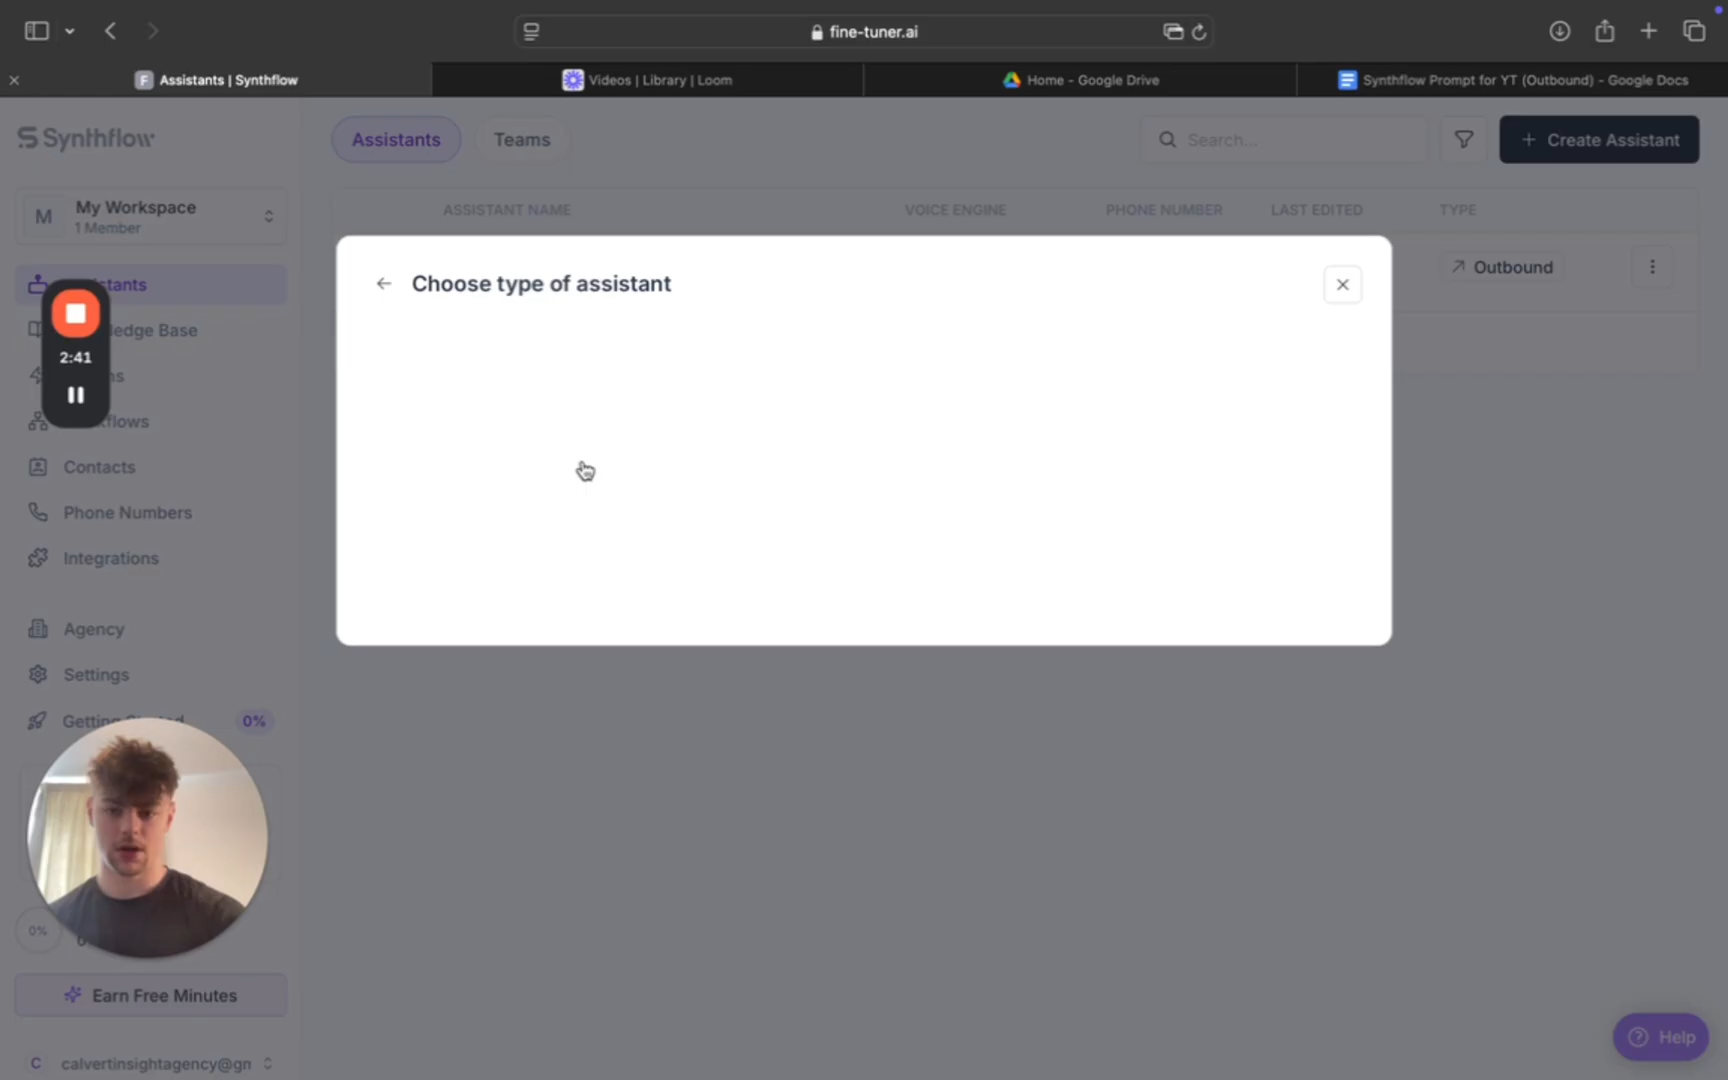 fine-tuner.ai
Assistants | Synthflow
Videos | Library | Loom
Home - Google Drive
Synthflow Prompt for YT (Outbound) - Google Docs
Synthflow
Assistants
Teams
Search...
+ Create Assistant
M
My Workspace
1 Member
ASSISTANT NAME
VOICE ENGINE
PHONE NUMBER
LAST EDITED
TYPE
Choose type of assistant
Outbound
2:41
Contacts
Phone Numbers
Integrations
Agency
Settings
Getting Started
0%
0%
Earn Free Minutes
Help
C
calvertinsightagency@gn